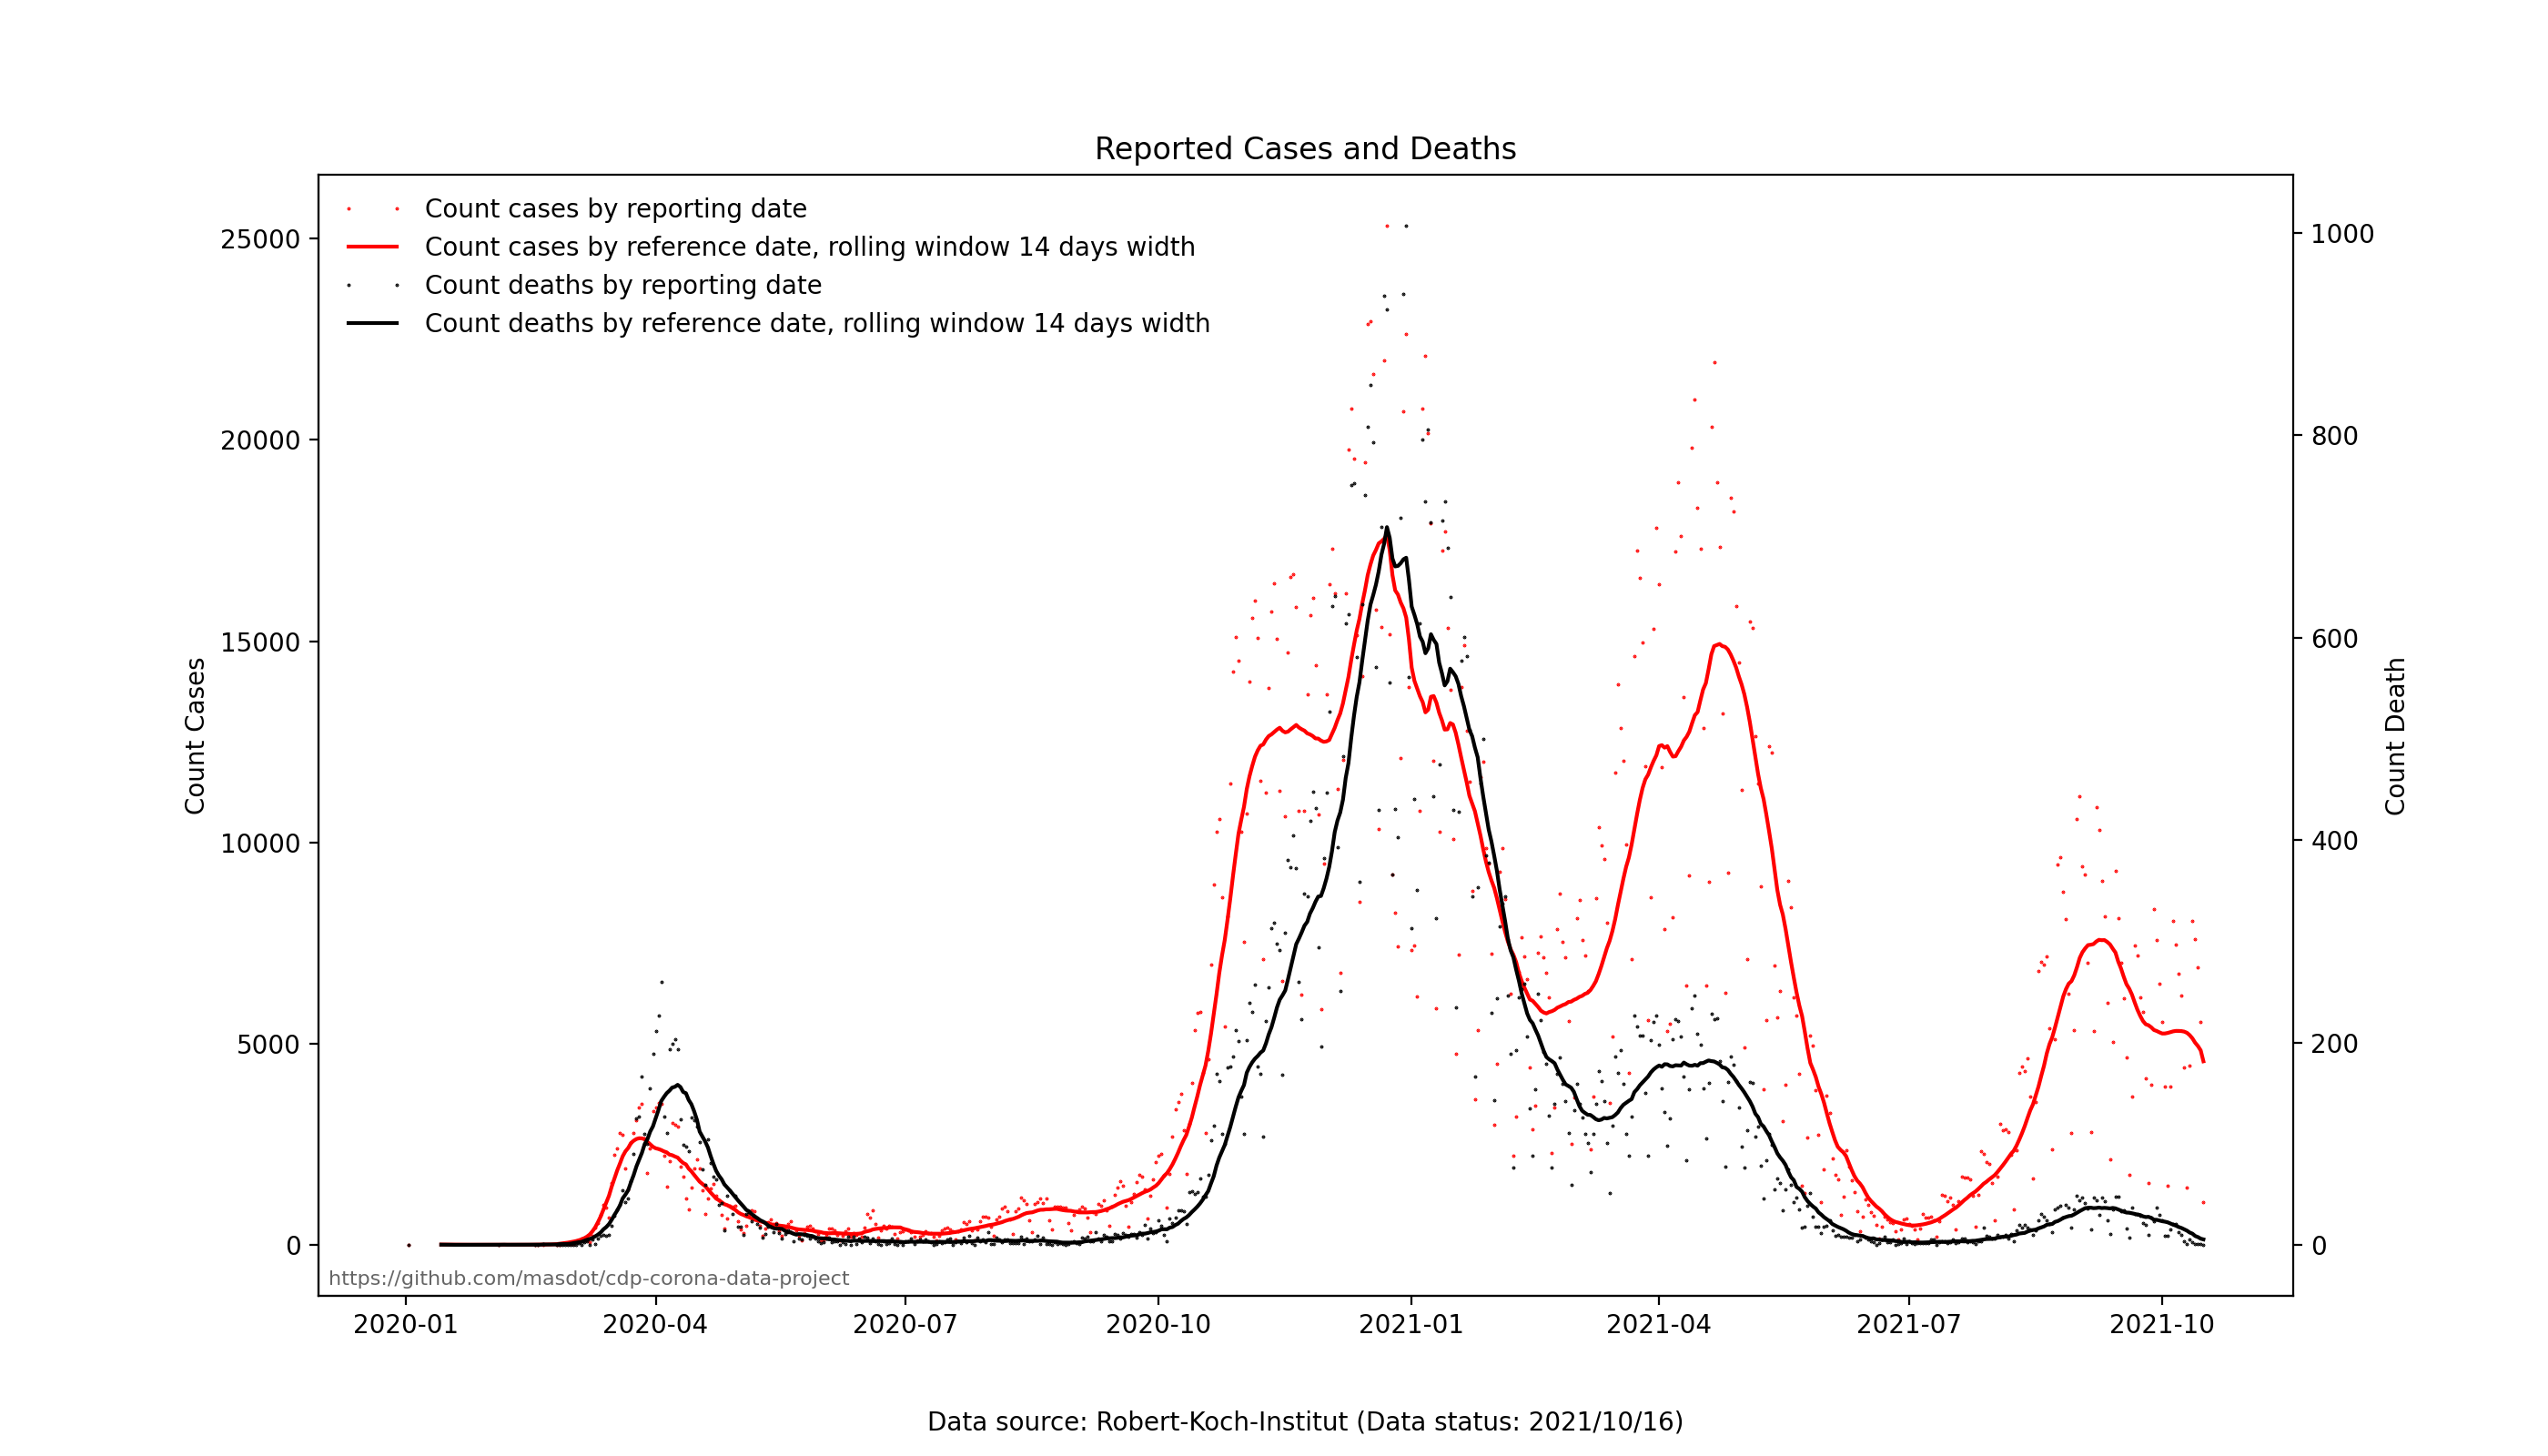 Reported Cases and Deaths
Count cases by reporting date
Count cases by reference date, rolling window 14 days width
Count deaths by reporting date
Count deaths by reference date, rolling window 14 days width
25000
20000
15000
10000
5000
0
Count Cases
1000
800
600
400
200
0
Count Death
https://github.com/masdot/cdp-corona-data-project
2020-01 2020-04 2020-07 2020-10 2021-01 2021-04 2021-07 2021-10
Data source: Robert-Koch-Institut (Data status: 2021/10/16)